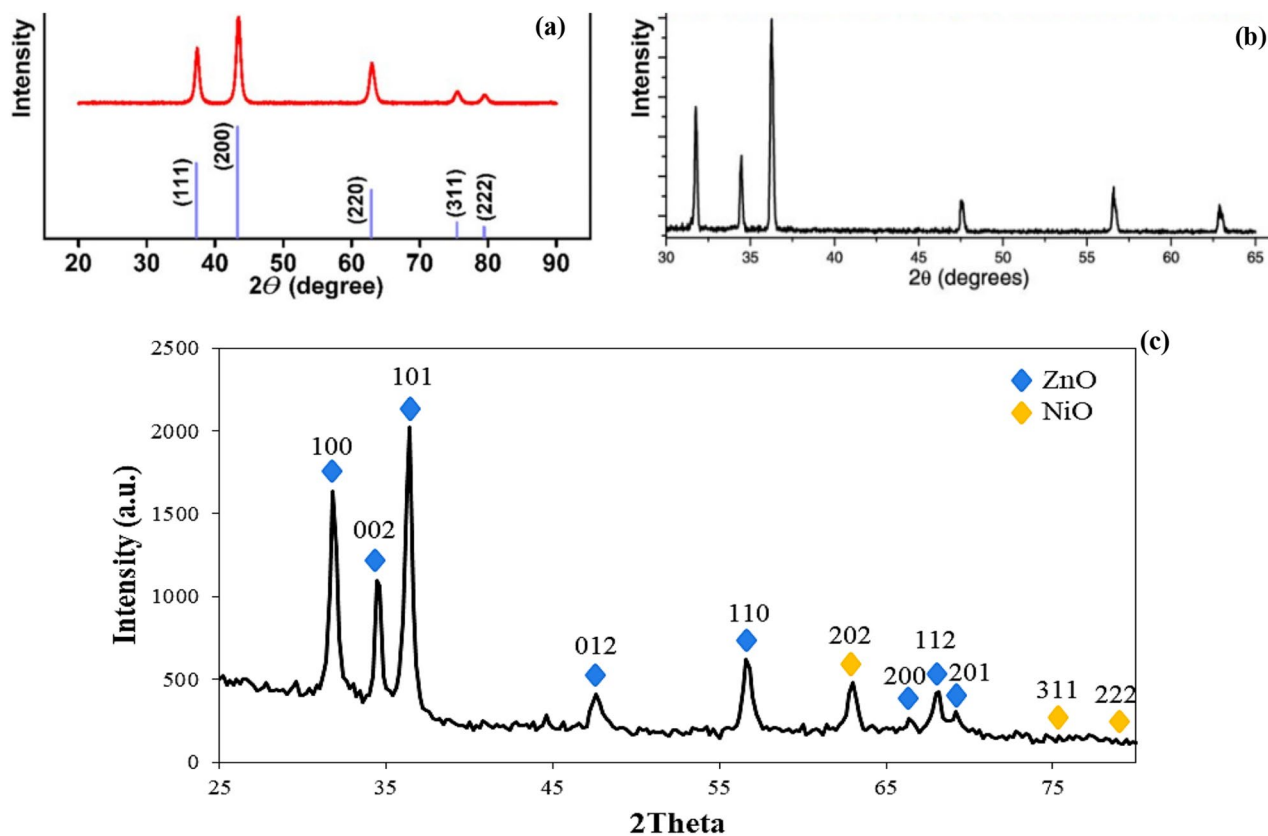 (a)
Intensity
(111)
(200)
(220)
(311)
(222)
20 30 40 50 60 70 80 90
2Θ (degree)
(b)
Intensity
30 35 40 45 50 55 60 65
2θ (degrees)
(c)
2500
2000
1500
1000
500
0
Intensity (a.u.)
ZnO
NiO
100
002
101
012
110
202
200
112
201
311
222
25 35 45 55 65 75
2Theta